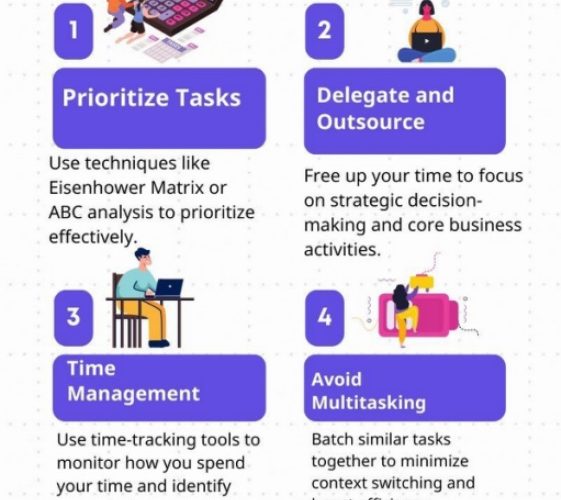 1
Prioritize Tasks
Use techniques like
Eisenhower Matrix or
ABC analysis to prioritize
effectively.
2
Delegate and
Outsource
Free up your time to focus
on strategic decision-
making and core business
activities.
3
Time
Management
Use time-tracking tools to
monitor how you spend
your time and identify
4
Avoid
Multitasking
Batch similar tasks
together to minimize
context switching and